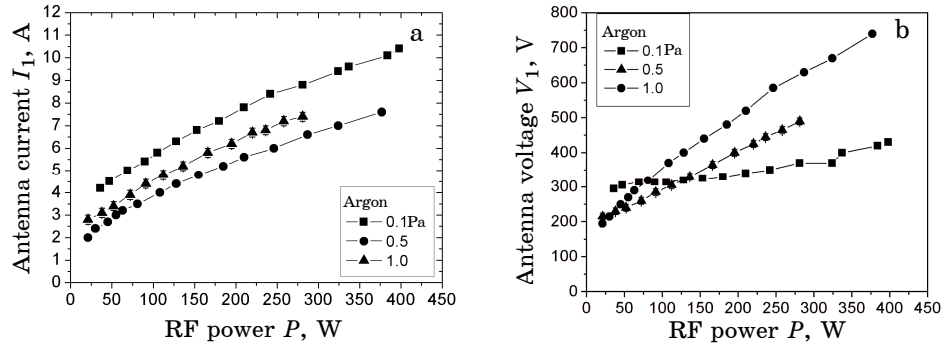 a
12
11
10
9
8
7
6
5
4
3
2
1
0
Antenna current I₁, A
Argon
0.1Pa
0.5
1.0
0 50 100 150 200 250 300 350 400 450
RF power P, W
b
800
700
600
500
400
300
200
100
0
Antenna voltage V₁, V
Argon
0.1Pa
0.5
1.0
0 50 100 150 200 250 300 350 400 450
RF power P, W